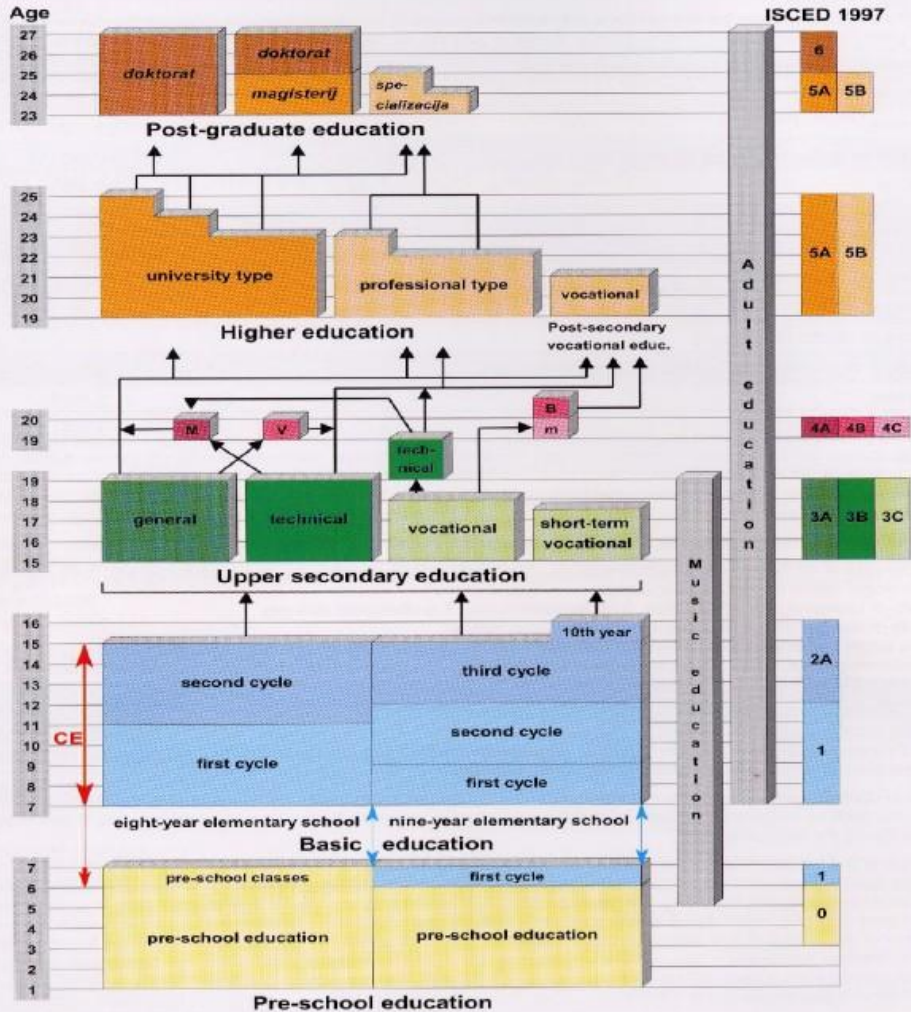 Age
ISCED 1997
27
26
25
24
23
doktorat
doktorat
magisterij
spe-
cializacija
6
5A 5B
Post-graduate education
25
24
23
22
21
20
19
university type
professional type
vocational
5A 5B
Higher education
Post-secondary
vocational educ.
20
19
M
V
B
m
tech-
nical
4A 4B 4C
19
18
17
16
15
general
technical
vocational
short-term
vocational
3A 3B 3C
Upper secondary education
16
15
14
13
12
11
10
9
8
7
CE
second cycle
first cycle
10th year
third cycle
second cycle
first cycle
2A
1
eight-year elementary school
nine-year elementary school
Basic education
7
6
5
4
3
2
1
pre-school classes
pre-school education
first cycle
pre-school education
1
0
Pre-school education
Music education
Adult education